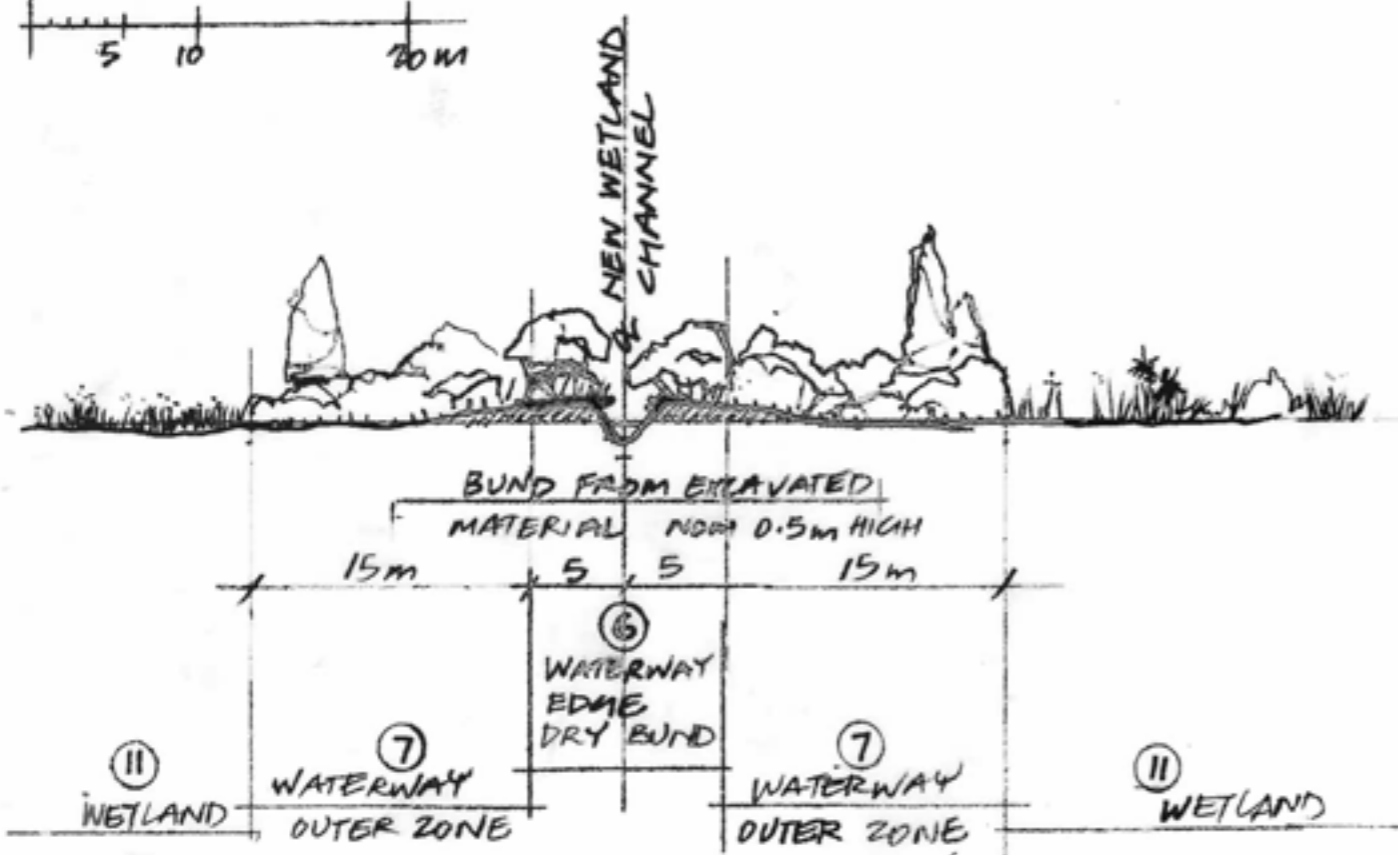 5 10 20m
NEW WETLAND
CHANNEL
BUND FROM EXCAVATED
MATERIAL NOM 0.5m HIGH
15m 5 5 15m
6
WATERWAY
EDGE
DRY BUND
11
WETLAND
7
WATERWAY
OUTER ZONE
7
WATERWAY
OUTER ZONE
11
WETLAND